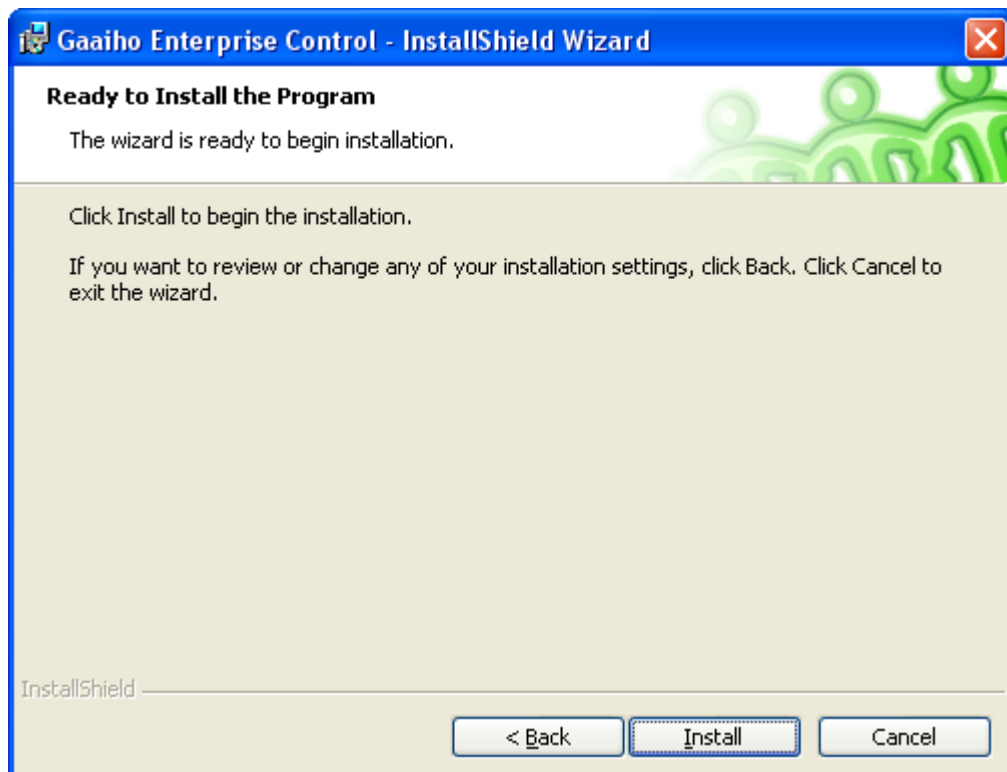 Gaaiho Enterprise Control - InstallShield Wizard
Ready to Install the Program
The wizard is ready to begin installation.
Click Install to begin the installation.
If you want to review or change any of your installation settings, click Back. Click Cancel to
exit the wizard.
InstallShield
< Back
Install
Cancel